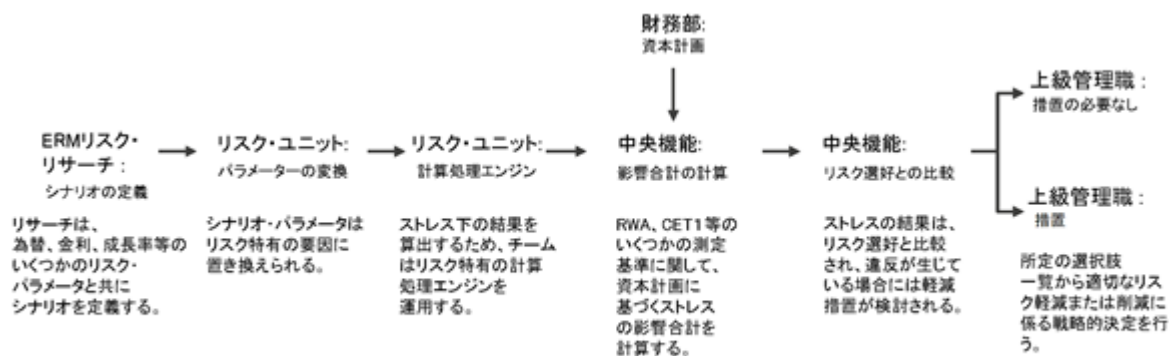 財務部:
資本計画
ERMリスク・
リサーチ:
シナリオの定義
リサーチは、
為替、金利、成長率等の
いくつかのリスク・
パラメータと共に
シナリオを定義する。
リスク・ユニット:
パラメーターの変換
シナリオ・パラメータは
リスク特有の要因に
置き換えられる。
リスク・ユニット:
計算処理エンジン
ストレス下の結果を
算出するため、チーム
はリスク特有の計算
処理エンジンを
運用する。
中央機能:
影響合計の計算
RWA、CET1等の
いくつかの測定
基準に関して、
資本計画に
基づくストレス
の影響合計を
計算する。
中央機能:
リスク選好との比較
ストレスの結果は、
リスク選好と比較
され、違反が生じて
いる場合には軽減
措置が検討される。
上級管理職:
措置の必要なし
上級管理職:
措置
所定の選択肢
一覧から適切なリス
ク軽減または削減に
係る戦略的決定を行
う。